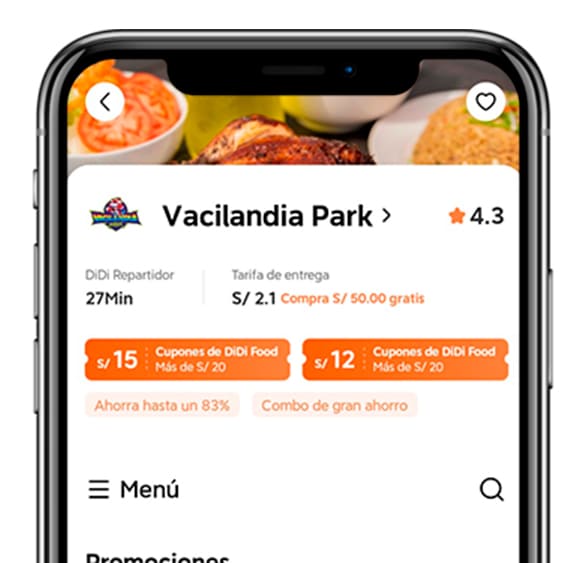 VACILANDIA
Vacilandia Park
4.3
DiDi Repartidor
Tarifa de entrega
27Min
S/ 2.1 Compra S/ 50.00 gratis
S/ 15 Cupones de DiDi Food
Más de S/ 20
S/ 12 Cupones de DiDi Food
Más de S/ 20
Ahorra hasta un 83%
Combo de gran ahorro
Menú
Promociones